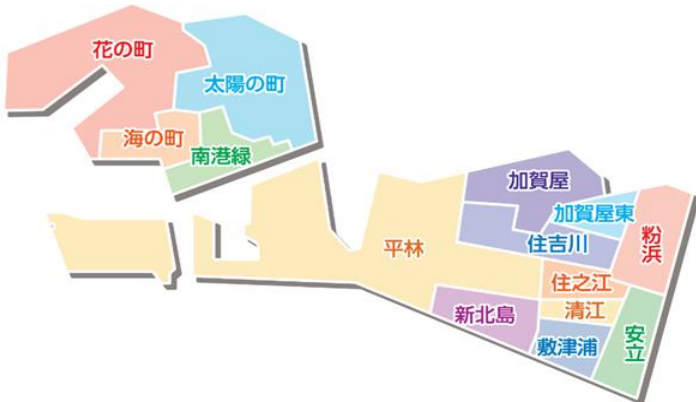 花の町
太陽の町
海の町
南港緑
加賀屋
加賀屋東
粉浜
住吉川
平林
住之江
清江
新北島
安立
敷津浦